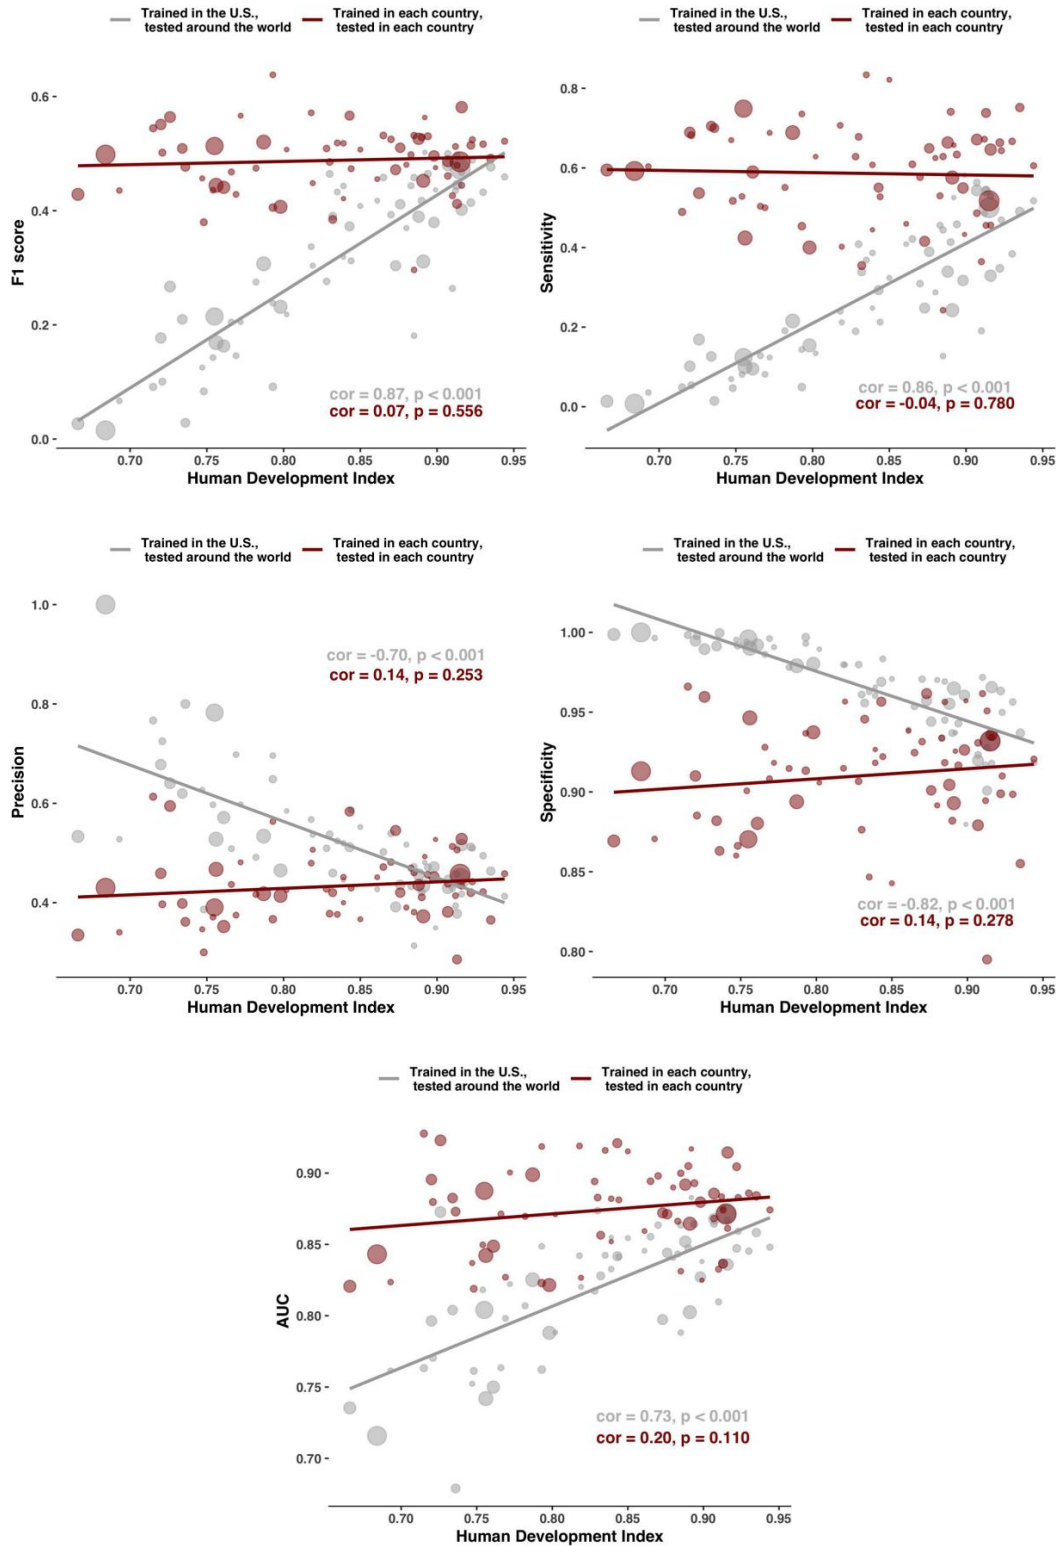 Trained in the U.S., Trained in each country,
tested around the world tested in each country
F1 score
0.6
0.4
0.2
0.0
cor = 0.87, p < 0.001
cor = 0.07, p = 0.556
0.70 0.75 0.80 0.85 0.90 0.95
Human Development Index
Trained in the U.S., Trained in each country,
tested around the world tested in each country
Sensitivity
0.8
0.6
0.4
0.2
0.0
cor = 0.86, p < 0.001
cor = -0.04, p = 0.780
0.70 0.75 0.80 0.85 0.90 0.95
Human Development Index
Trained in the U.S., Trained in each country,
tested around the world tested in each country
Precision
1.0
0.8
0.6
0.4
cor = -0.70, p < 0.001
cor = 0.14, p = 0.253
0.70 0.75 0.80 0.85 0.90 0.95
Human Development Index
Trained in the U.S., Trained in each country,
tested around the world tested in each country
Specificity
1.00
0.95
0.90
0.85
0.80
cor = -0.82, p < 0.001
cor = 0.14, p = 0.278
0.70 0.75 0.80 0.85 0.90 0.95
Human Development Index
Trained in the U.S., Trained in each country,
tested around the world tested in each country
AUC
0.90
0.85
0.80
0.75
0.70
cor = 0.73, p < 0.001
cor = 0.20, p = 0.110
0.70 0.75 0.80 0.85 0.90 0.95
Human Development Index